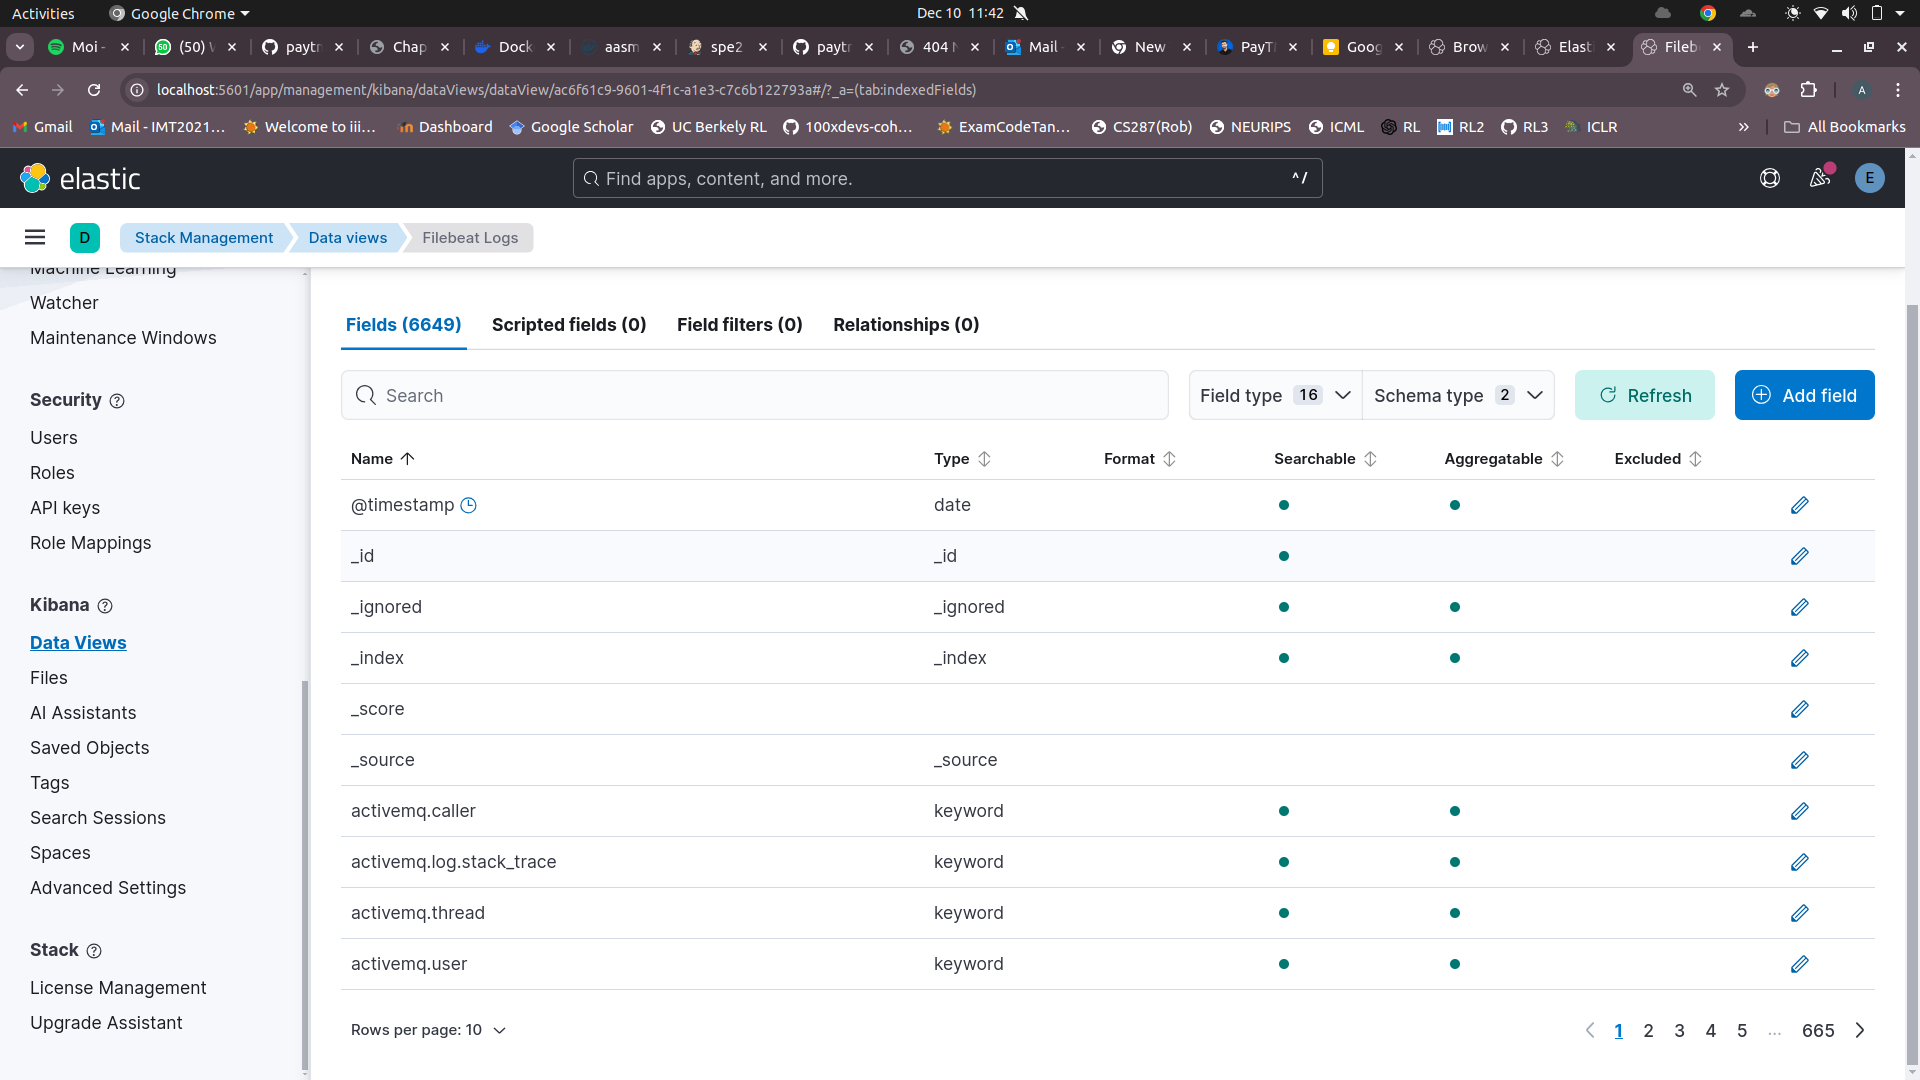 Activities Google Chrome Dec 10 11:42
Moi - (50) paytr Chap Dock aasm spe2 paytr 404 Mail New PayT Goog Brow Elast Fileb
localhost:5601/app/management/kibana/dataViews/dataView/ac6f61c9-9601-4f1c-a1e3-c7c6b122793a#/?_a=(tab:indexedFields) A
Gmail Mail - IMT2021... Welcome to iii... Dashboard Google Scholar UC Berkely RL 100xdevs-coh... ExamCodeTan... CS287(Rob) NEURIPS ICML RL RL2 RL3 ICLR » All Bookmarks
elastic Find apps, content, and more. ^/ E
D Stack Management Data views Filebeat Logs
Machine Learning
Watcher
Maintenance Windows
Security
Users
Roles
API keys
Role Mappings
Kibana
Data Views
Files
AI Assistants
Saved Objects
Tags
Search Sessions
Spaces
Advanced Settings
Stack
License Management
Upgrade Assistant
Fields (6649) Scripted fields (0) Field filters (0) Relationships (0)
Search Field type 16 Schema type 2 Refresh Add field
Name Type Format Searchable Aggregatable Excluded
@timestamp date
_id _id
_ignored _ignored
_index _index
_score
_source _source
activemq.caller keyword
activemq.log.stack_trace keyword
activemq.thread keyword
activemq.user keyword
Rows per page: 10 1 2 3 4 5 ... 665